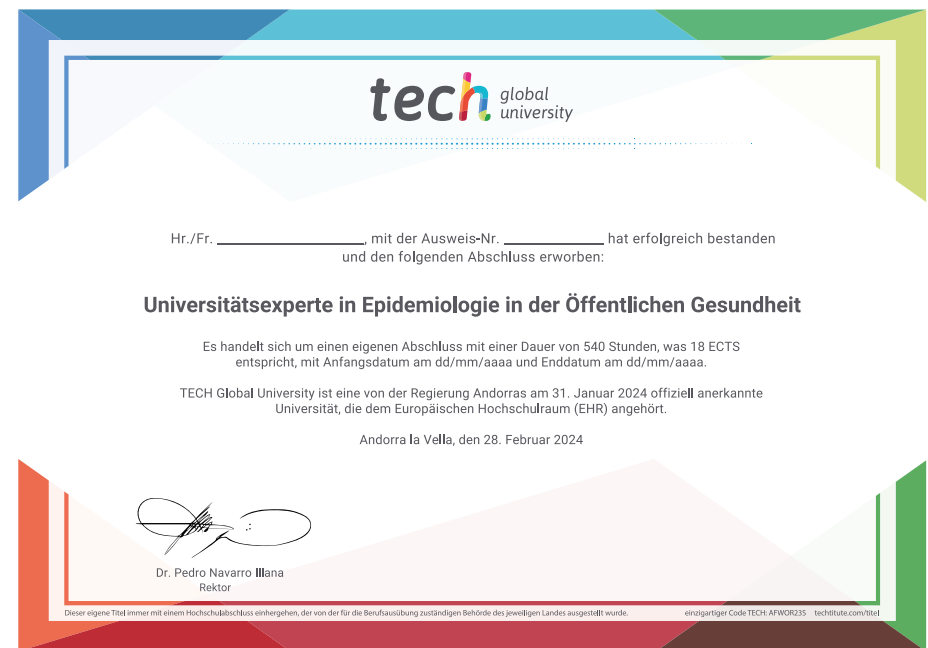 tech global university
Hr./Fr. ____________________, mit der Ausweis-Nr. ______________ hat erfolgreich bestanden
und den folgenden Abschluss erworben:
Universitätsexperte in Epidemiologie in der Öffentlichen Gesundheit
Es handelt sich um einen eigenen Abschluss mit einer Dauer von 540 Stunden, was 18 ECTS
entspricht, mit Anfangsdatum am dd/mm/aaaa und Enddatum am dd/mm/aaaa.
TECH Global University ist eine von der Regierung Andorras am 31. Januar 2024 offiziell anerkannte
Universität, die dem Europäischen Hochschulraum (EHR) angehört.
Andorra la Vella, den 28. Februar 2024
Dr. Pedro Navarro Illana
Rektor
Dieser eigene Titel immer mit einem Hochschulabschluss einhergehen, der von der für die Berufsausübung zuständigen Behörde des jeweiligen Landes ausgestellt wurde. einzigartiger Code TECH: AFWOR23S techtitute.com/titel